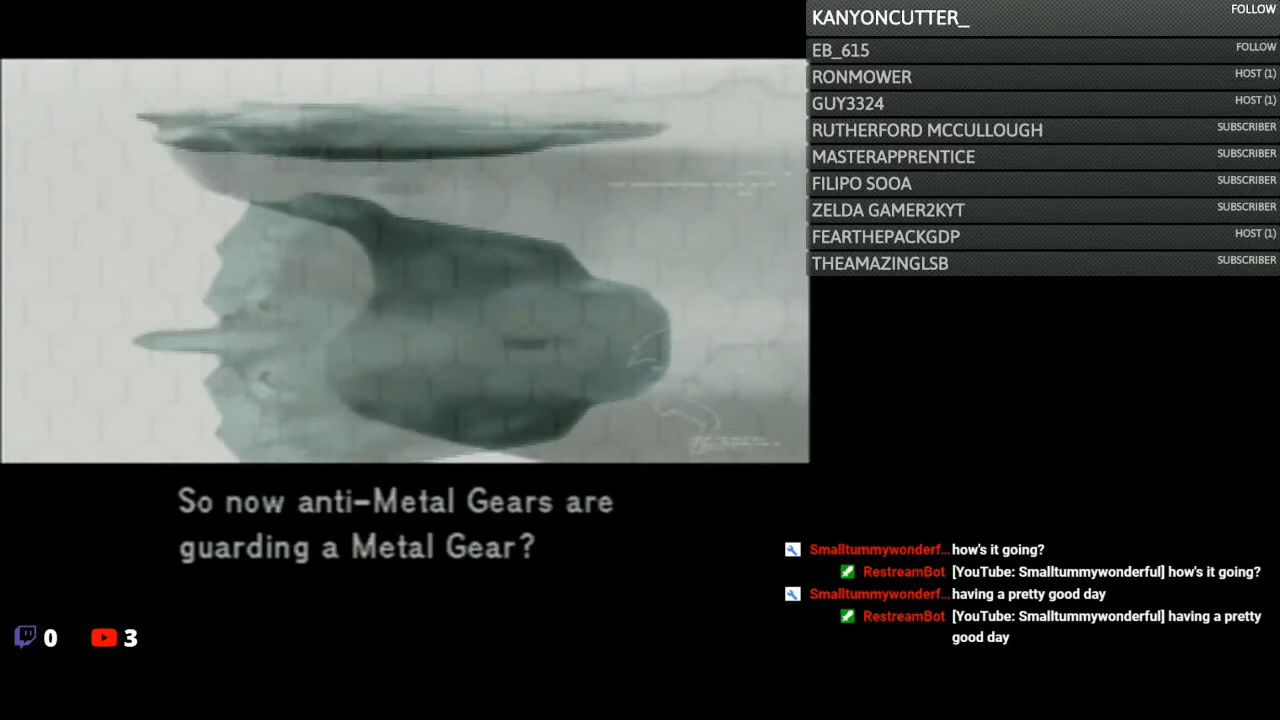 KANYONCUTTER_ FOLLOW
EB_615 FOLLOW
RONMOWER HOST (1)
GUY3324 HOST (1)
RUTHERFORD MCCULLOUGH SUBSCRIBER
MASTERAPPRENTICE SUBSCRIBER
FILIPO SOOA SUBSCRIBER
ZELDA GAMER2KYT SUBSCRIBER
FEARTHEPACKGDP HOST (1)
THEAMAZINGLSB SUBSCRIBER
So now anti-Metal Gears are
guarding a Metal Gear?
Smalltummywonderf... how's it going?
RestreamBot [YouTube: Smalltummywonderful] how's it going?
Smalltummywonderf... having a pretty good day
RestreamBot [YouTube: Smalltummywonderful] having a pretty
good day
0 3